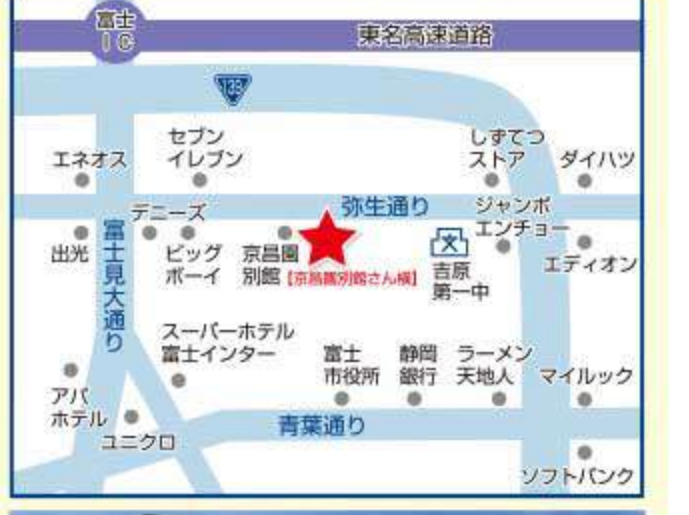 富士
IC
東名高速道路
139
セブン
イレブン
エネオス
しずてつ
ストア
ダイハツ
弥生通り
デニーズ
ジャンボ
エンチョー
出光
富士見大通り
ビッグ
ボーイ
京昌園
別館
【京昌園別館さん横】
文
吉原
第一中
エディオン
スーパーホテル
富士インター
富士
市役所
静岡
銀行
ラーメン
天地人
マイルック
アパ
ホテル
ユニクロ
青葉通り
ソフトバンク